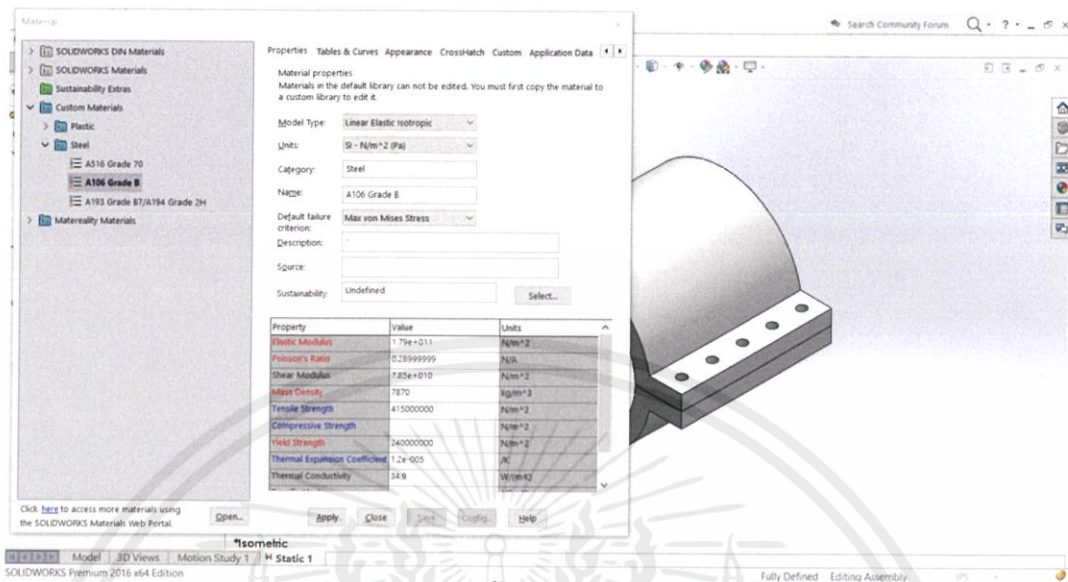 Material
Search Community Forum
SOLIDWORKS DIN Materials
SOLIDWORKS Materials
Sustainability Extras
Custom Materials
Plastic
Steel
A516 Grade 70
A106 Grade B
A193 Grade B7/A194 Grade 2H
Matereality Materials
Properties Tables & Curves Appearance CrossHatch Custom Application Data
Material properties
Materials in the default library can not be edited. You must first copy the material to
a custom library to edit it.
Model Type: Linear Elastic Isotropic
Units: SI - N/m^2 (Pa)
Category: Steel
Name: A106 Grade B
Default failure criterion: Max von Mises Stress
Description:
Source:
Sustainability: Undefined Select...
Property Value Units
Elastic Modulus 1.79e+011 N/m^2
Poisson's Ratio 0.28999999 N/A
Shear Modulus 7.85e+010 N/m^2
Mass Density 7870 kg/m^3
Tensile Strength 415000000 N/m^2
Compressive Strength N/m^2
Yield Strength 240000000 N/m^2
Thermal Expansion Coefficient 1.2e-005 /K
Thermal Conductivity 34.9 W/(m·K)
Click here to access more materials using
the SOLIDWORKS Materials Web Portal.
Open... Apply Close Save Config... Help
*Isometric
Model 3D Views Motion Study 1 Static 1
SOLIDWORKS Premium 2016 x64 Edition Fully Defined Editing Assembly